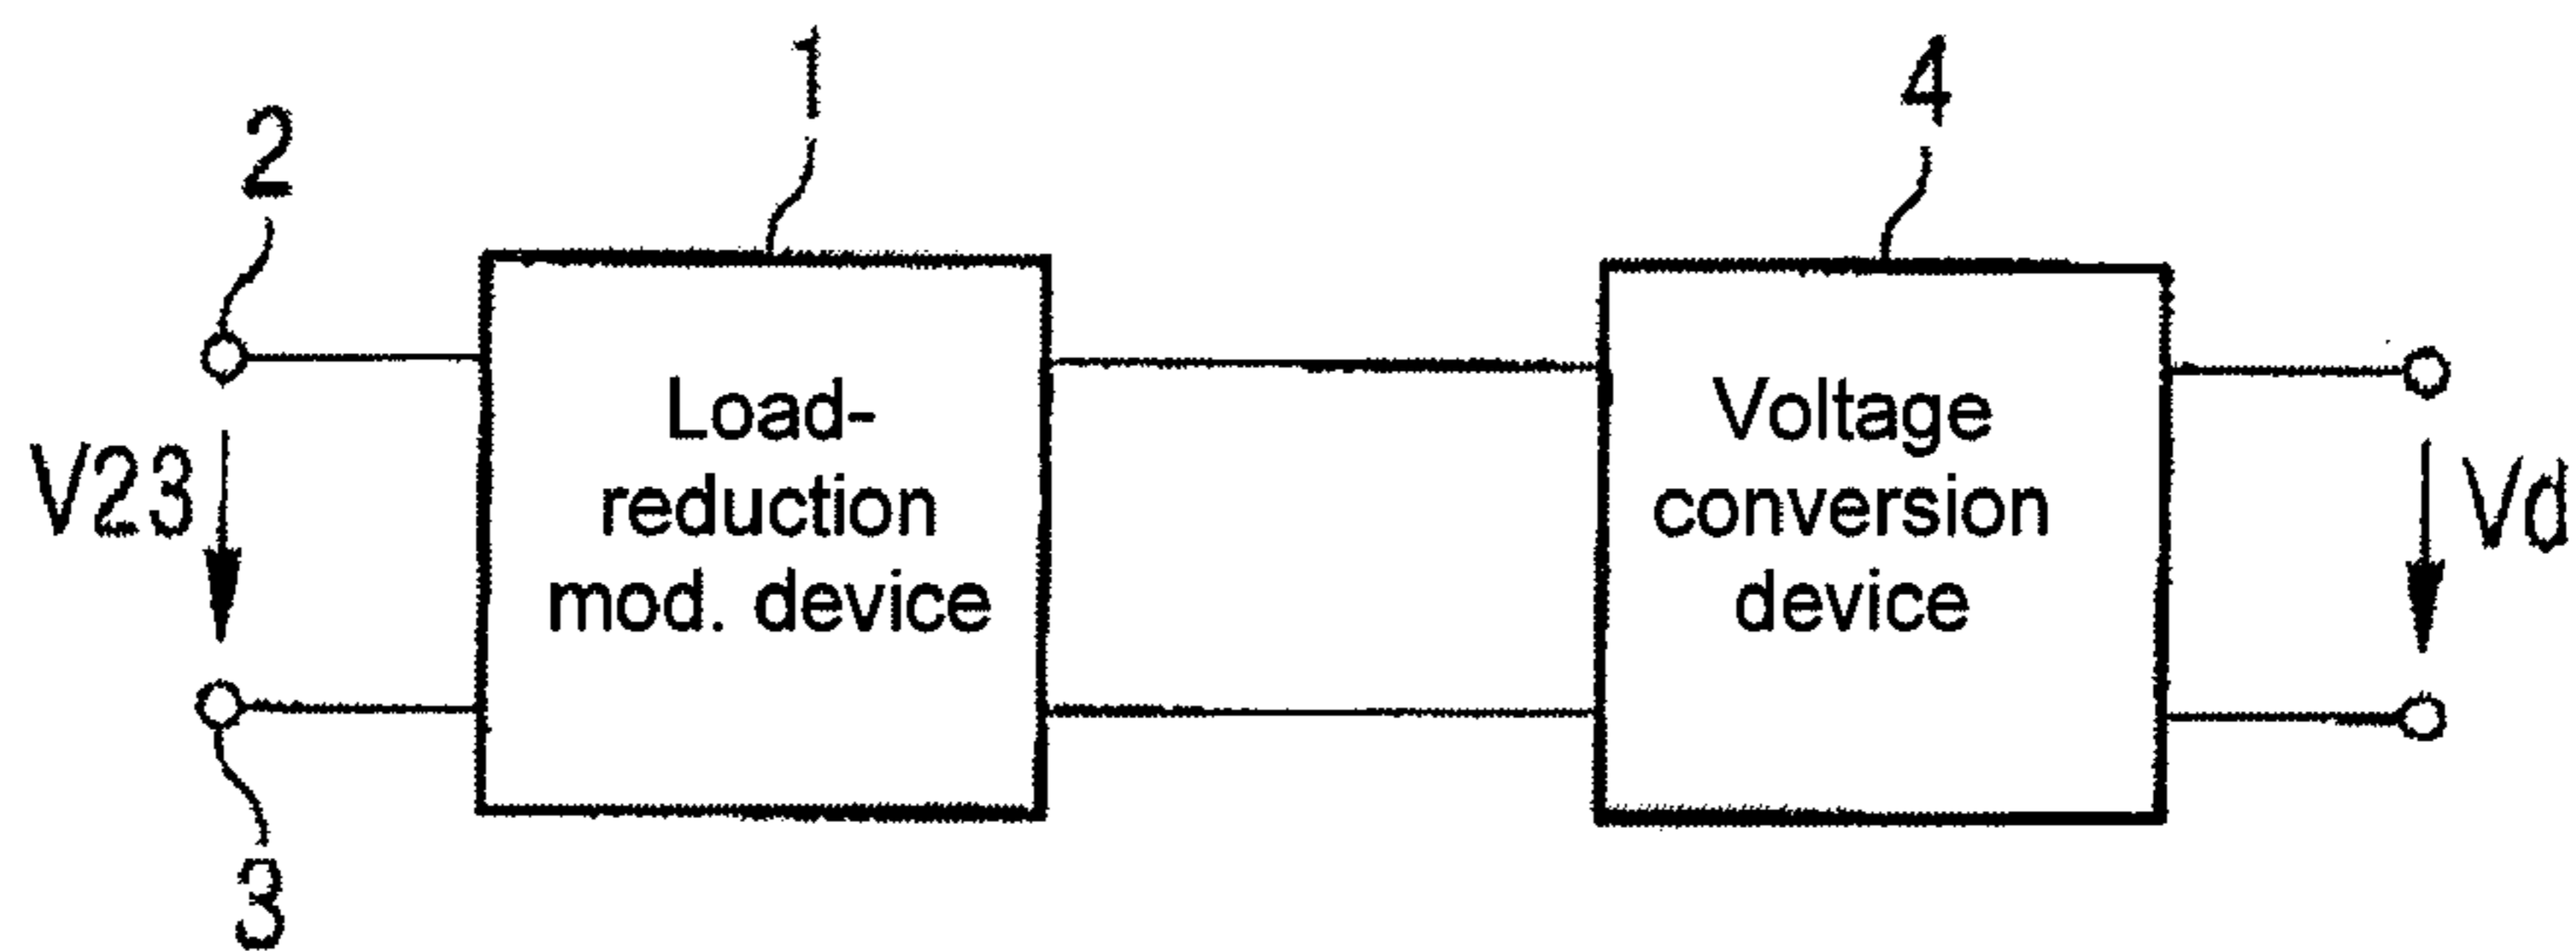 1
4
2
V23
Load-
reduction
mod. device
Voltage
conversion
device
Vd
3